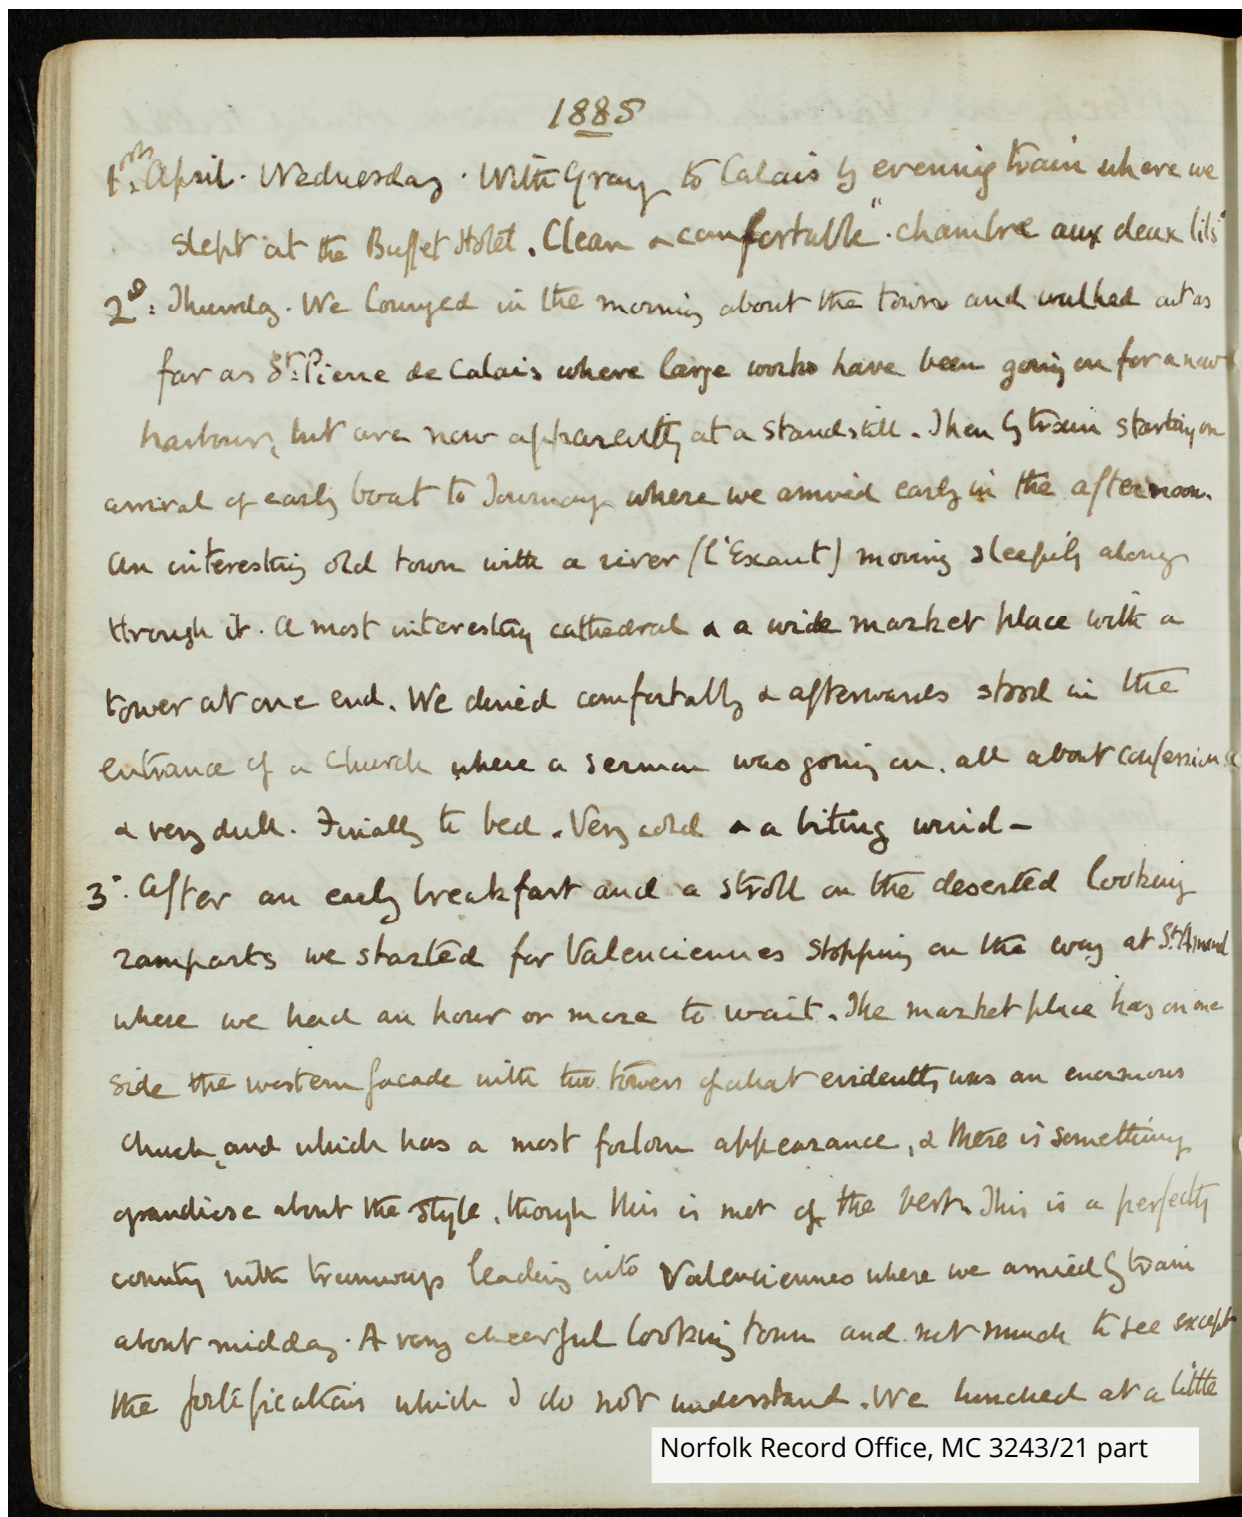 1885
1st April. Wednesday. With Gray to Calais by evening train where we
slept at the Buffet Hotel. Clean & comfortable "chambre aux deux lits"
2nd: Thursday. We lounged in the morning about the town and walked out as
far as St: Pierre de Calais where large works have been going on for a new
harbour, but are now apparently at a standstill. Then by train starting on
arrival of early boat to Tournay where we arrived early in the afternoon.
An interesting old town with a river (l'Escaut) moving sleepily along
through it. A most interesting cathedral & a wide market place with a
tower at one end. We dined comfortably & afterwards stood in the
entrance of a church where a sermon was going on, all about confession
& very dull. Finally to bed. Very cold & a biting wind –
3. After an early breakfast and a stroll on the deserted looking
ramparts we started for Valenciennes stopping on the way at St. Amand
where we had an hour or more to wait. The market place has on one
side the western facade with two towers of what evidently was an enormous
church, and which has a most forlorn appearance, & there is something
grandiose about the style, though this is not of the best. This is a perfectly
country with tramways leading into Valenciennes where we arrived by train
about midday. A very cheerful looking town and not much to see except
the fortifications which I do not understand. We lunched at a little
Norfolk Record Office, MC 3243/21 part